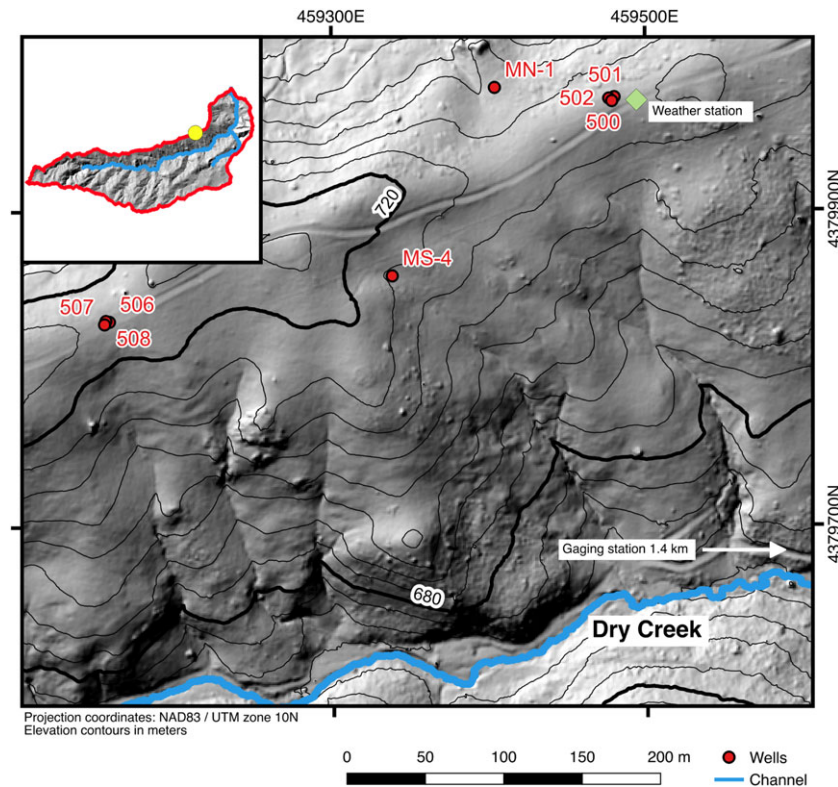 459300E
459500E
MN-1
501
502
500
Weather station
4379900N
720
MS-4
507
506
508
4379700N
Gaging station 1.4 km
680
Dry Creek
Projection coordinates: NAD83 / UTM zone 10N
Elevation contours in meters
0 50 100 150 200 m
Wells
Channel